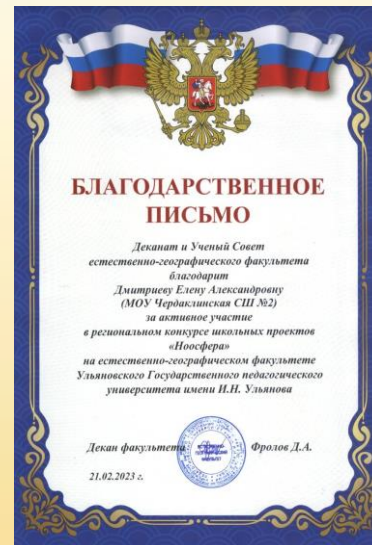 БЛАГОДАРСТВЕННОЕ
ПИСЬМО
Деканат и Ученый Совет
естественно-географического факультета
благодарит
Дмитриеву Елену Александровну
(МОУ Чердаклинская СШ №2)
за активное участие
в региональном конкурсе школьных проектов
«Ноосфера»
на естественно-географическом факультете
Ульяновского Государственного педагогического
университета имени И.Н. Ульянова
Декан факультета Фролов Д.А.
21.02.2023 г.